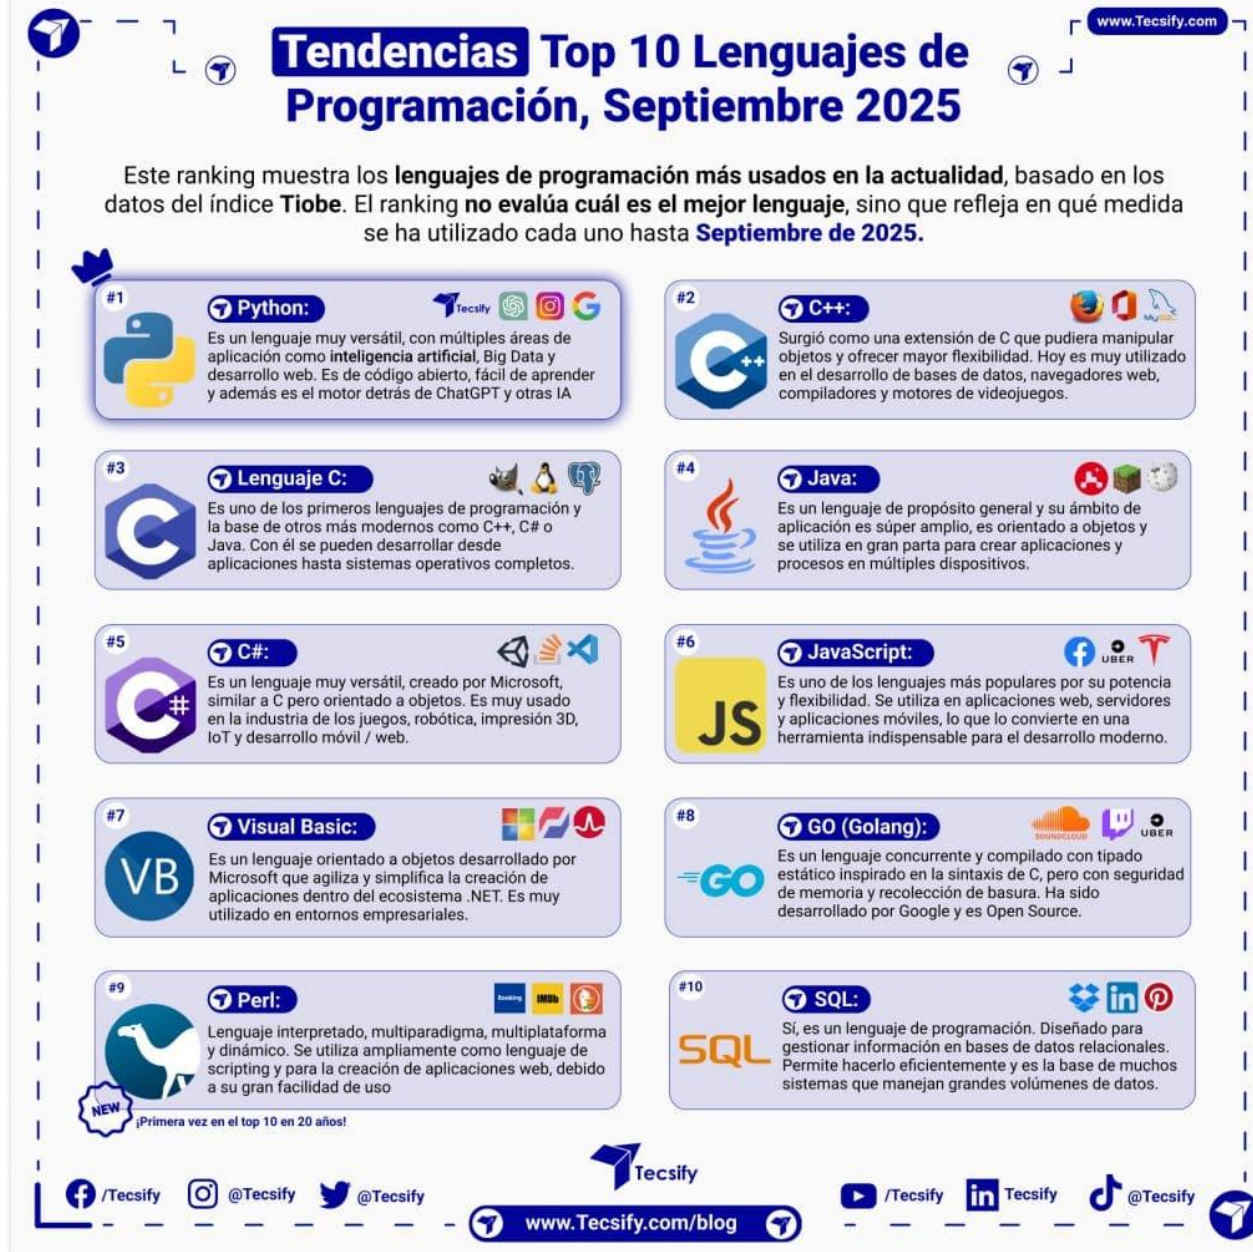 www.Tecsify.com
Tendencias Top 10 Lenguajes de
Programación, Septiembre 2025
Este ranking muestra los lenguajes de programación más usados en la actualidad, basado en los
datos del índice Tiobe. El ranking no evalúa cuál es el mejor lenguaje, sino que refleja en qué medida
se ha utilizado cada uno hasta Septiembre de 2025.
#1
Python:
Tecsify
Es un lenguaje muy versátil, con múltiples áreas de
aplicación como inteligencia artificial, Big Data y
desarrollo web. Es de código abierto, fácil de aprender
y además es el motor detrás de ChatGPT y otras IA
#2
C++:
MySQL
C++
Surgió como una extensión de C que pudiera manipular
objetos y ofrecer mayor flexibilidad. Hoy es muy utilizado
en el desarrollo de bases de datos, navegadores web,
compiladores y motores de videojuegos.
#3
Lenguaje C:
C
Es uno de los primeros lenguajes de programación y
la base de otros más modernos como C++, C# o
Java. Con él se pueden desarrollar desde
aplicaciones hasta sistemas operativos completos.
#4
Java:
Es un lenguaje de propósito general y su ámbito de
aplicación es súper amplio, es orientado a objetos y
se utiliza en gran parta para crear aplicaciones y
procesos en múltiples dispositivos.
#5
C#:
C#
Es un lenguaje muy versátil, creado por Microsoft,
similar a C pero orientado a objetos. Es muy usado
en la industria de los juegos, robótica, impresión 3D,
IoT y desarrollo móvil / web.
#6
JavaScript:
UBER
JS
Es uno de los lenguajes más populares por su potencia
y flexibilidad. Se utiliza en aplicaciones web, servidores
y aplicaciones móviles, lo que lo convierte en una
herramienta indispensable para el desarrollo moderno.
#7
Visual Basic:
VB
Es un lenguaje orientado a objetos desarrollado por
Microsoft que agiliza y simplifica la creación de
aplicaciones dentro del ecosistema .NET. Es muy
utilizado en entornos empresariales.
#8
GO (Golang):
SOUNDCLOUD
UBER
GO
Es un lenguaje concurrente y compilado con tipado
estático inspirado en la sintaxis de C, pero con seguridad
de memoria y recolección de basura. Ha sido
desarrollado por Google y es Open Source.
#9
Perl:
Booking
IMDb
Lenguaje interpretado, multiparadigma, multiplataforma
y dinámico. Se utiliza ampliamente como lenguaje de
scripting y para la creación de aplicaciones web, debido
a su gran facilidad de uso
NEW
¡Primera vez en el top 10 en 20 años!
#10
SQL:
in
SQL
Sí, es un lenguaje de programación. Diseñado para
gestionar información en bases de datos relacionales.
Permite hacerlo eficientemente y es la base de muchos
sistemas que manejan grandes volúmenes de datos.
Tecsify
/Tecsify
@Tecsify
@Tecsify
www.Tecsify.com/blog
/Tecsify
in Tecsify
@Tecsify